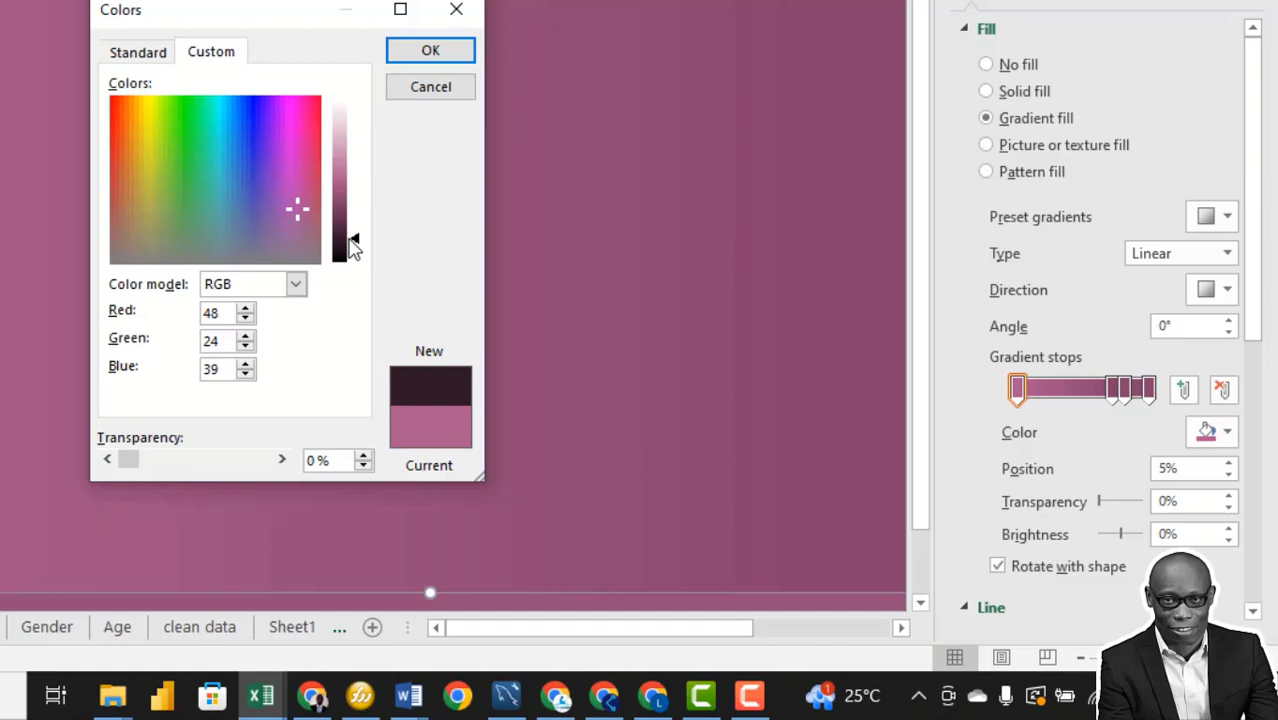 Colors
Standard
Custom
OK
Cancel
Colors:
Color model:
RGB
Red:
48
Green:
24
Blue:
39
New
Current
Transparency:
0 %
Fill
No fill
Solid fill
Gradient fill
Picture or texture fill
Pattern fill
Preset gradients
Type
Linear
Direction
Angle
0°
Gradient stops
Color
Position
5%
Transparency
0%
Brightness
0%
Rotate with shape
Line
Gender
Age
clean data
Sheet1
...
1
25°C